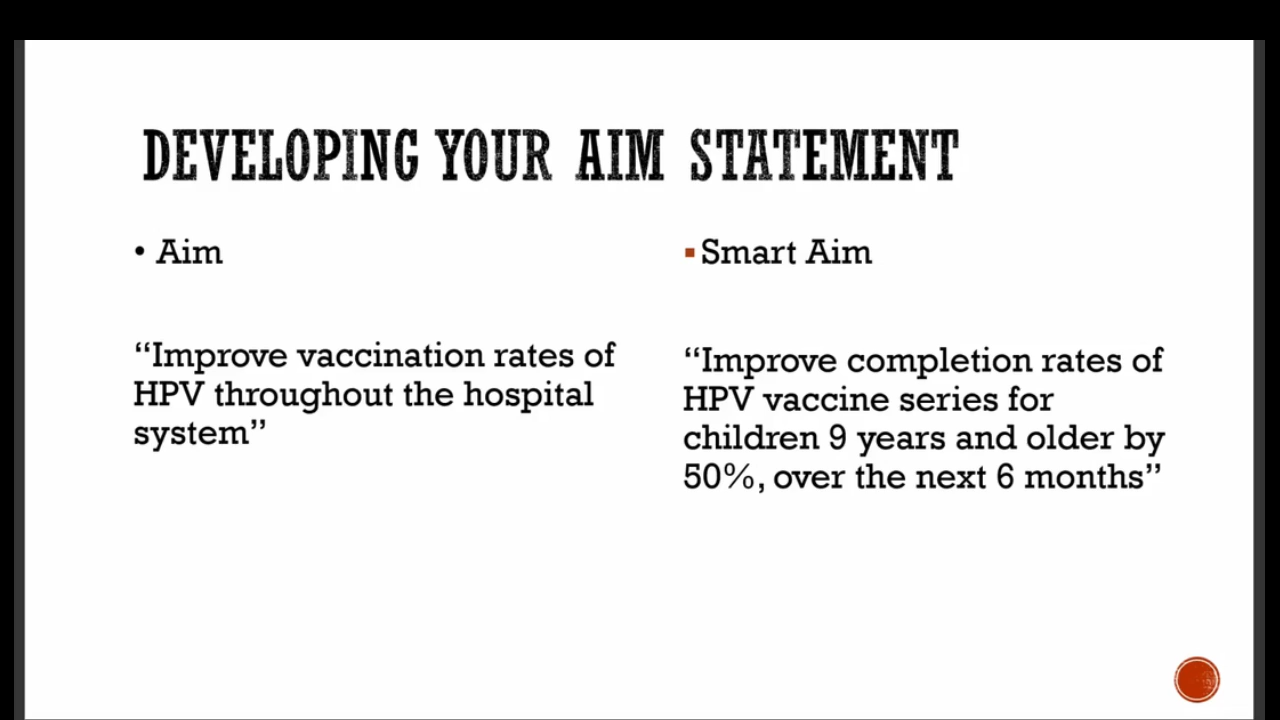 DEVELOPING YOUR AIM STATEMENT
• Aim
“Improve vaccination rates of
HPV throughout the hospital
system”
▪ Smart Aim
“Improve completion rates of
HPV vaccine series for
children 9 years and older by
50%, over the next 6 months”